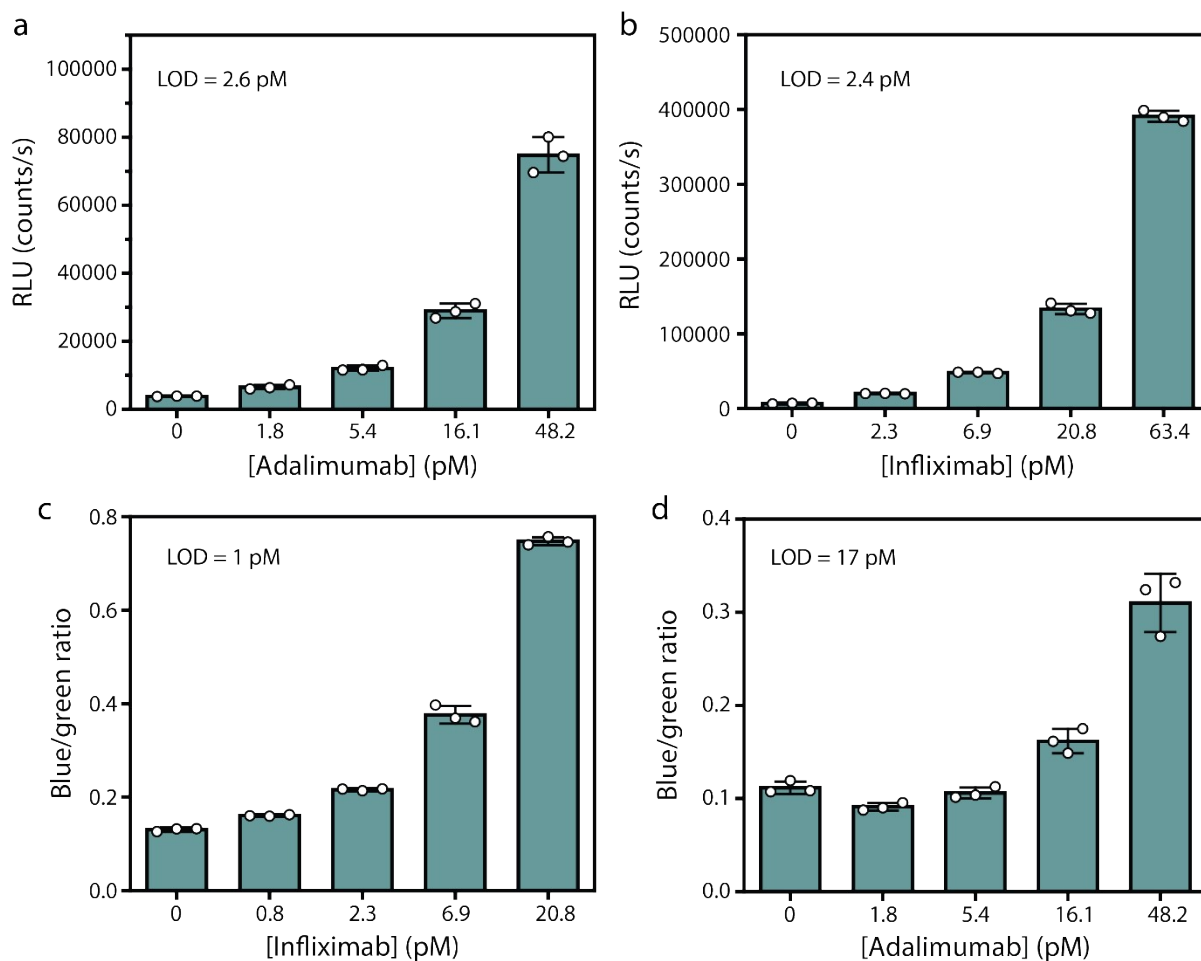 a
LOD = 2.6 pM
RLU (counts/s)
100000
80000
60000
40000
20000
0
0 1.8 5.4 16.1 48.2
[Adalimumab] (pM)
b
LOD = 2.4 pM
RLU (counts/s)
500000
400000
300000
200000
100000
0
0 2.3 6.9 20.8 63.4
[Infliximab] (pM)
c
LOD = 1 pM
Blue/green ratio
0.8
0.6
0.4
0.2
0.0
0 0.8 2.3 6.9 20.8
[Infliximab] (pM)
d
LOD = 17 pM
Blue/green ratio
0.4
0.3
0.2
0.1
0.0
0 1.8 5.4 16.1 48.2
[Adalimumab] (pM)